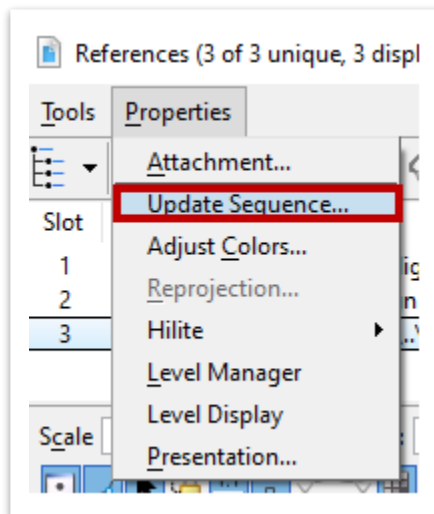 References (3 of 3 unique, 3 displ
Tools Properties
Attachment...
Update Sequence...
Slot
Adjust Colors...
1
Reprojection...
2
Hilite
3
Level Manager
Level Display
Scale
Presentation...